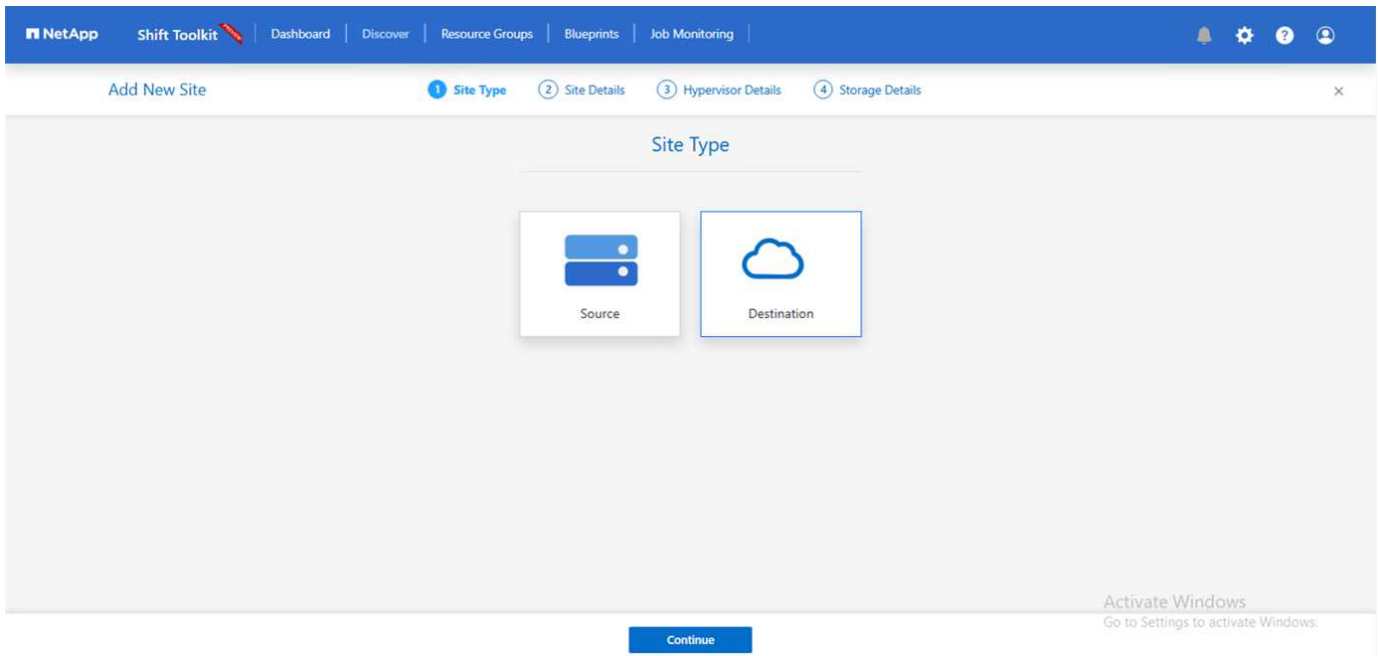 NetApp Shift Toolkit PREVIEW Dashboard Discover Resource Groups Blueprints Job Monitoring ?
Add New Site 1 Site Type 2 Site Details 3 Hypervisor Details 4 Storage Details
Site Type
Source Destination
Activate Windows
Go to Settings to activate Windows.
Continue